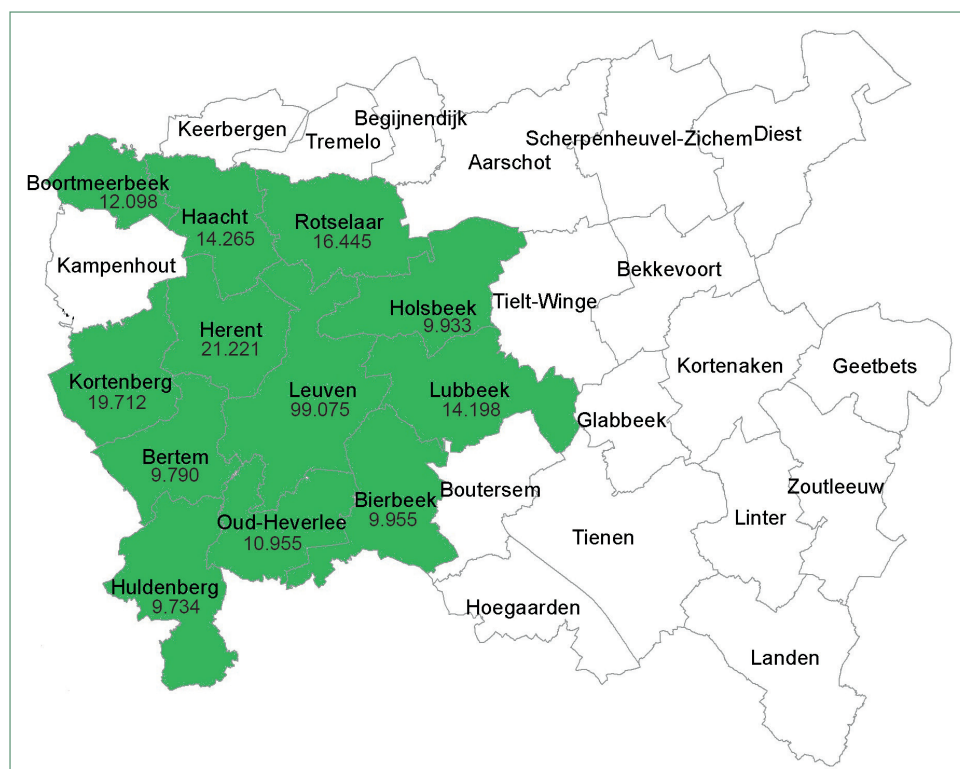 Keerbergen
Tremelo
Begijnendijk
Aarschot
Scherpenheuvel-Zichem
Diest
Boortmeerbeek
12.098
Haacht
14.265
Rotselaar
16.445
Kampenhout
Holsbeek
9.933
Tielt-Winge
Bekkevoort
Herent
21.221
Kortenberg
19.712
Leuven
99.075
Lubbeek
14.198
Kortenaken
Geetbets
Glabbeek
Bertem
9.790
Bierbeek
9.955
Boutersem
Oud-Heverlee
10.955
Tienen
Linter
Zoutleeuw
Huldenberg
9.734
Hoegaarden
Landen